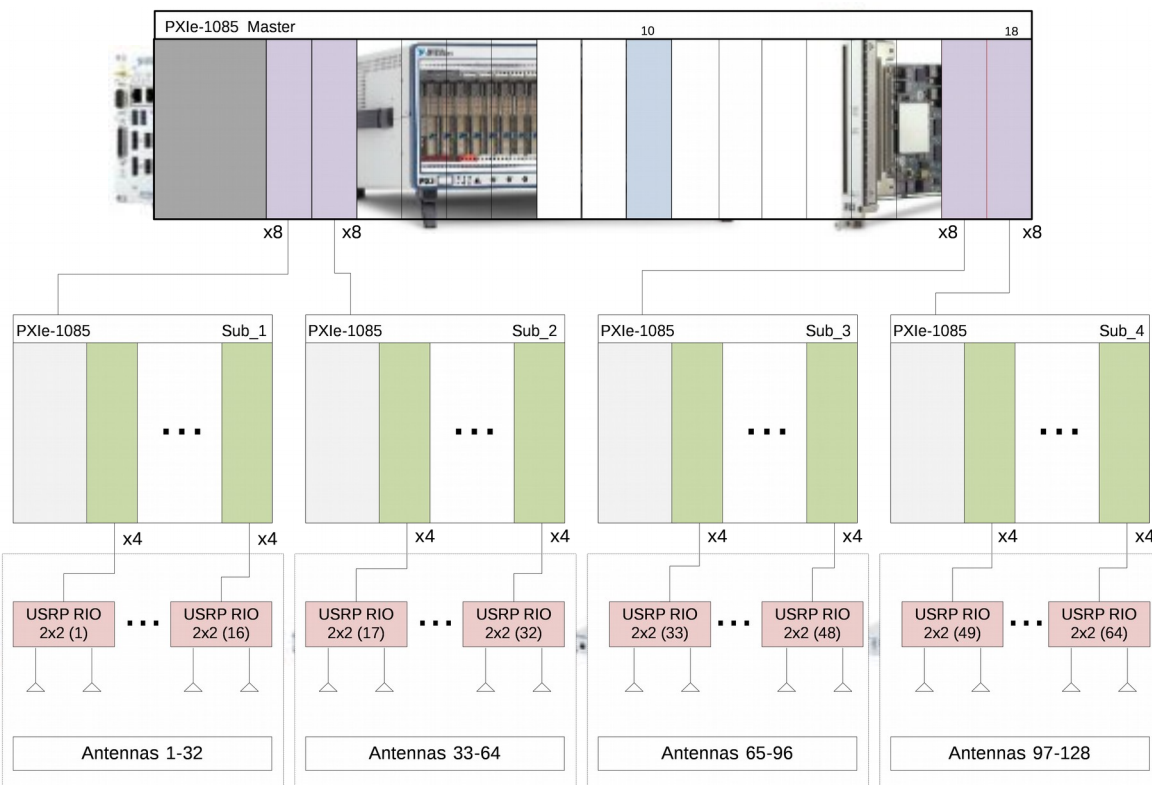 PXIe-1085 Master
10
18
x8
x8
x8
x8
PXIe-1085 Sub_1
PXIe-1085 Sub_2
PXIe-1085 Sub_3
PXIe-1085 Sub_4
x4
x4
x4
x4
x4
x4
x4
x4
USRP RIO
2x2 (1)
USRP RIO
2x2 (16)
USRP RIO
2x2 (17)
USRP RIO
2x2 (32)
USRP RIO
2x2 (33)
USRP RIO
2x2 (48)
USRP RIO
2x2 (49)
USRP RIO
2x2 (64)
Antennas 1-32
Antennas 33-64
Antennas 65-96
Antennas 97-128